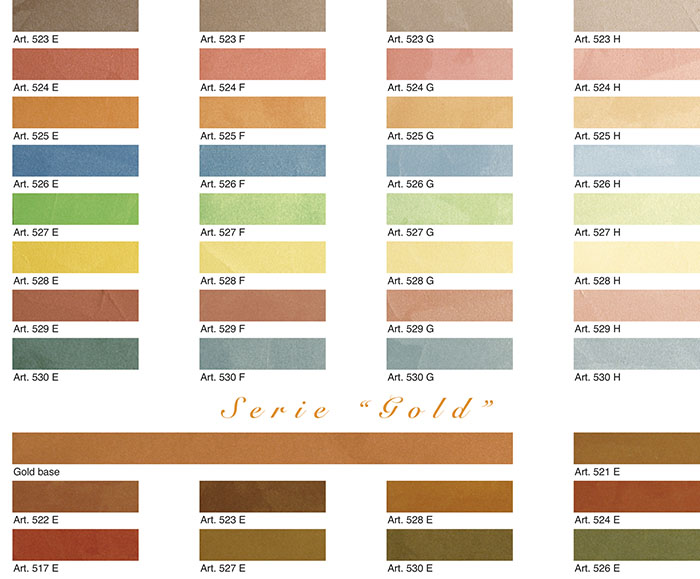 Art. 523 E Art. 523 F Art. 523 G Art. 523 H
Art. 524 E Art. 524 F Art. 524 G Art. 524 H
Art. 525 E Art. 525 F Art. 525 G Art. 525 H
Art. 526 E Art. 526 F Art. 526 G Art. 526 H
Art. 527 E Art. 527 F Art. 527 G Art. 527 H
Art. 528 E Art. 528 F Art. 528 G Art. 528 H
Art. 529 E Art. 529 F Art. 529 G Art. 529 H
Art. 530 E Art. 530 F Art. 530 G Art. 530 H
Serie “Gold”
Gold base Art. 521 E
Art. 522 E Art. 523 E Art. 528 E Art. 524 E
Art. 517 E Art. 527 E Art. 530 E Art. 526 E